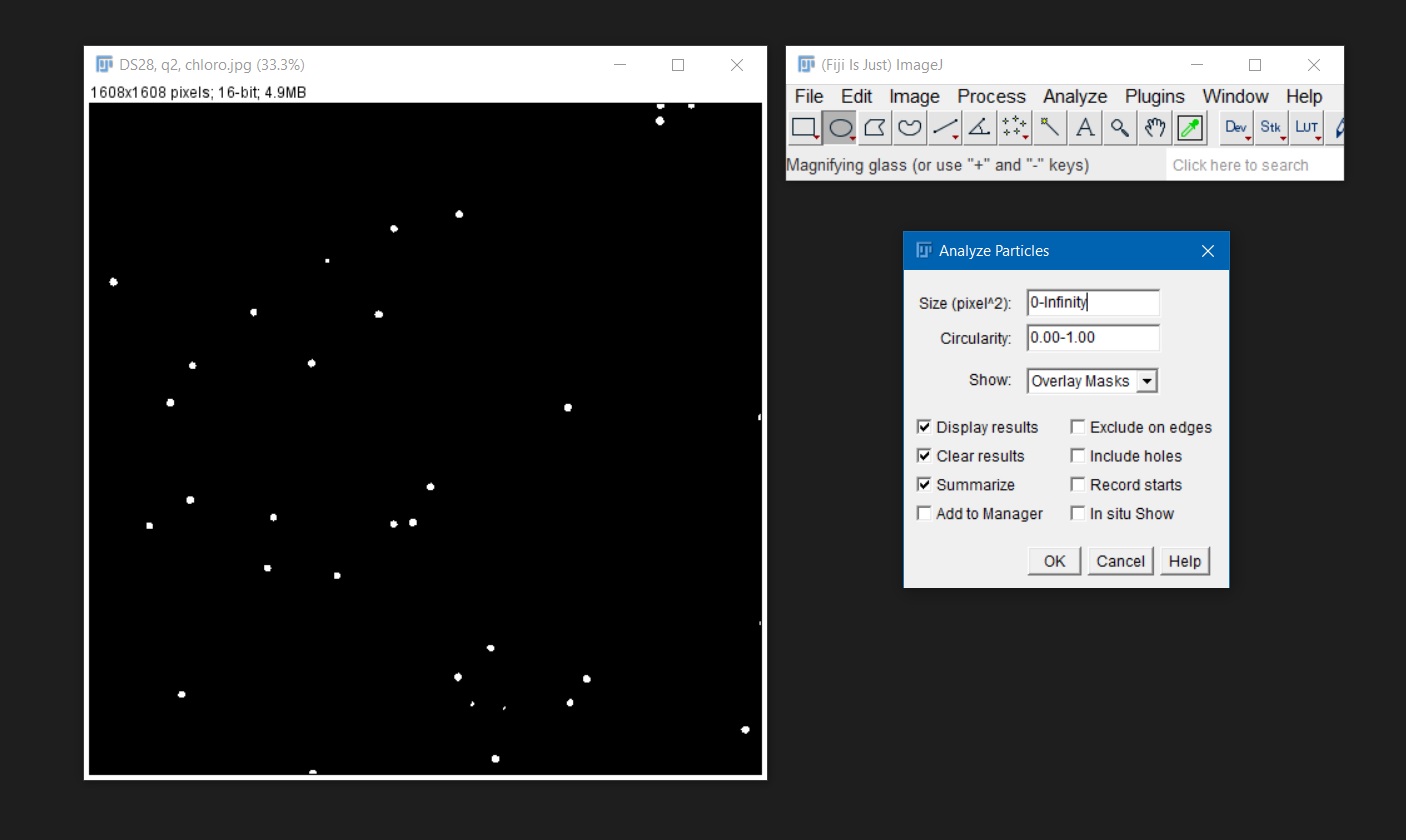 DS28, q2, chloro.jpg (33.3%)
1608x1608 pixels; 16-bit; 4.9MB
(Fiji Is Just) ImageJ
File Edit Image Process Analyze Plugins Window Help
A Dev Stk LUT
Magnifying glass (or use "+" and "-" keys)
Click here to search
Analyze Particles
Size (pixel^2): 0-Infinity
Circularity: 0.00-1.00
Show: Overlay Masks
Display results Exclude on edges
Clear results Include holes
Summarize Record starts
Add to Manager In situ Show
OK Cancel Help